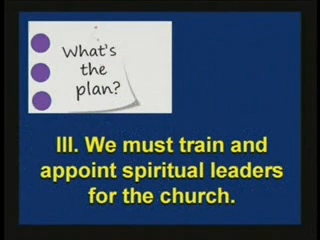 What's
the
plan?
III. We must train and
appoint spiritual leaders
for the church.